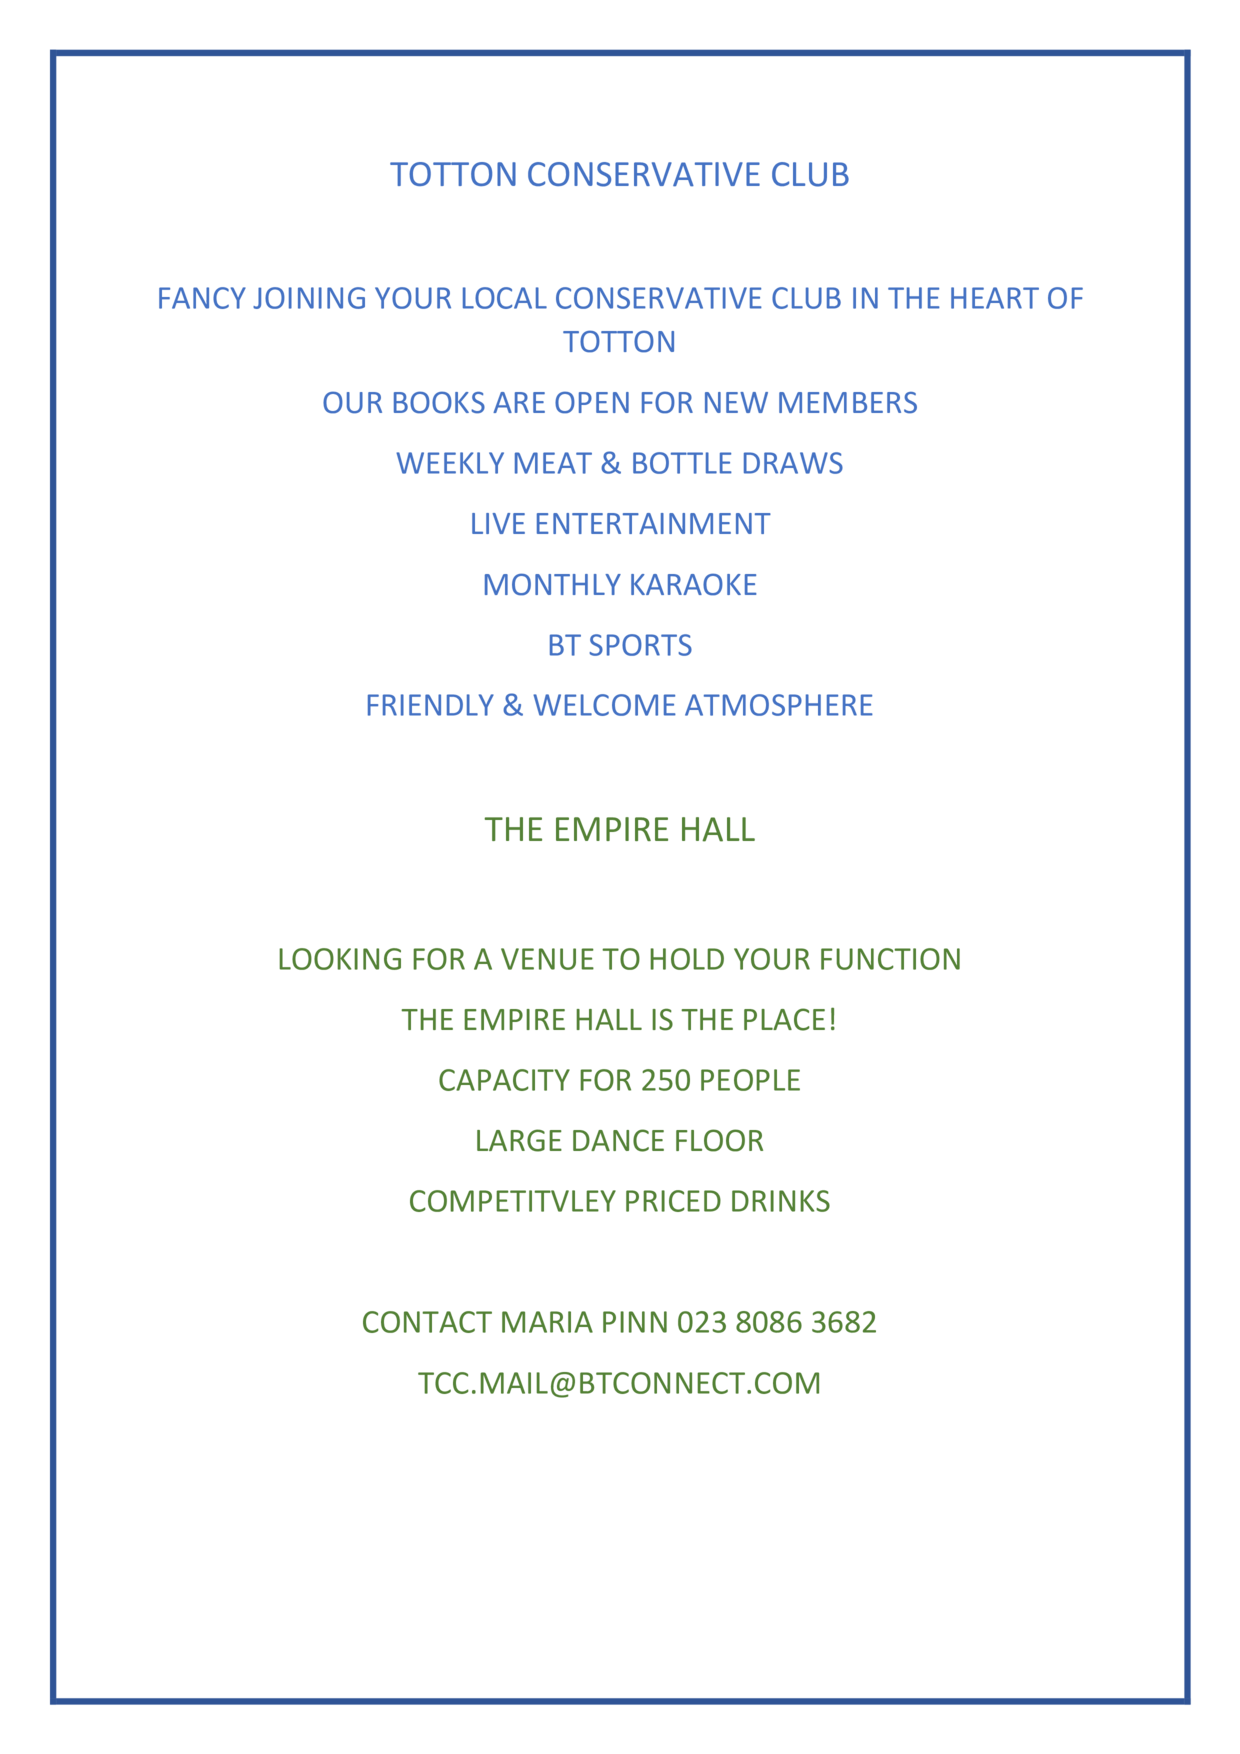 TOTTON CONSERVATIVE CLUB
FANCY JOINING YOUR LOCAL CONSERVATIVE CLUB IN THE HEART OF
TOTTON
OUR BOOKS ARE OPEN FOR NEW MEMBERS
WEEKLY MEAT & BOTTLE DRAWS
LIVE ENTERTAINMENT
MONTHLY KARAOKE
BT SPORTS
FRIENDLY & WELCOME ATMOSPHERE
THE EMPIRE HALL
LOOKING FOR A VENUE TO HOLD YOUR FUNCTION
THE EMPIRE HALL IS THE PLACE!
CAPACITY FOR 250 PEOPLE
LARGE DANCE FLOOR
COMPETITVLEY PRICED DRINKS
CONTACT MARIA PINN 023 8086 3682
TCC.MAIL@BTCONNECT.COM